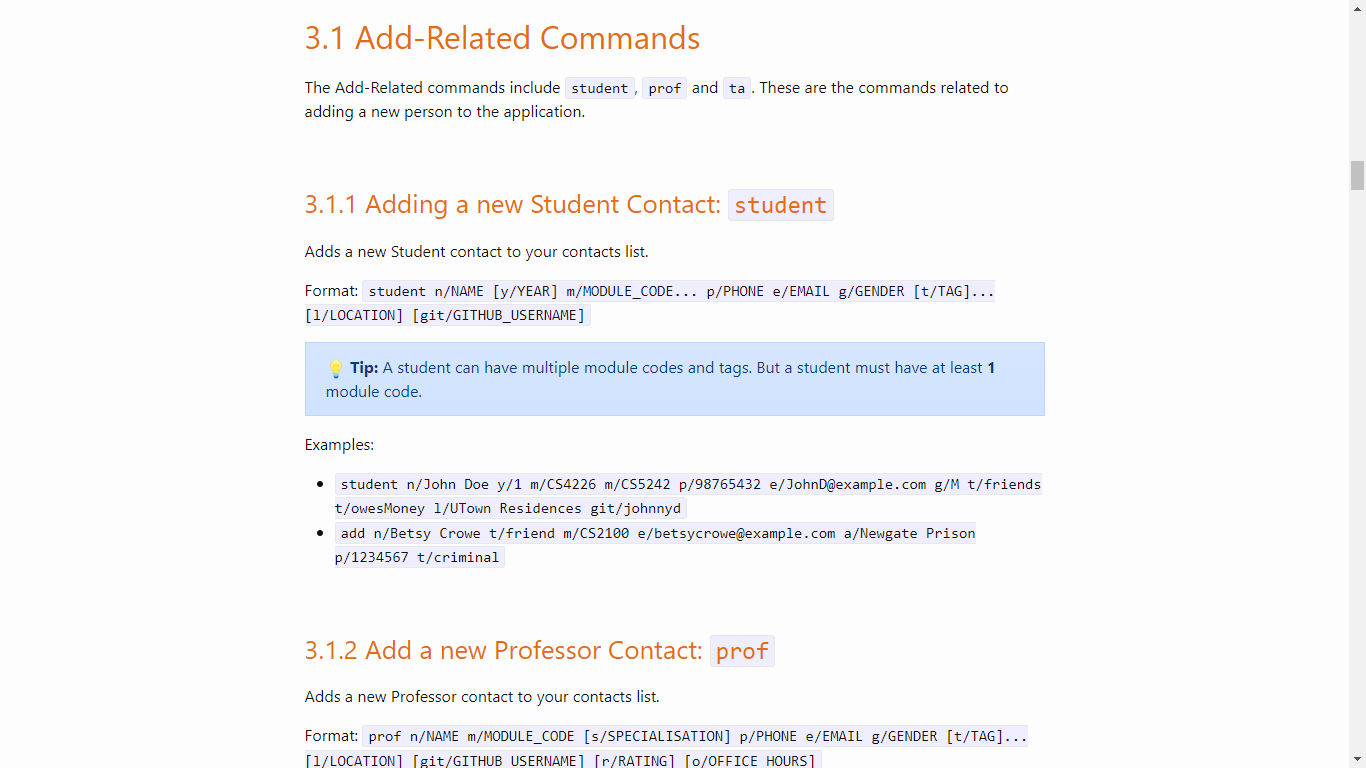 3.1 Add-Related Commands
The Add-Related commands include student, prof and ta. These are the commands related to
adding a new person to the application.
3.1.1 Adding a new Student Contact: student
Adds a new Student contact to your contacts list.
Format: student n/NAME [y/YEAR] m/MODULE_CODE... p/PHONE e/EMAIL g/GENDER [t/TAG]...
[l/LOCATION] [git/GITHUB_USERNAME]
💡 Tip: A student can have multiple module codes and tags. But a student must have at least 1
module code.
Examples:
• student n/John Doe y/1 m/CS4226 m/CS5242 p/98765432 e/JohnD@example.com g/M t/friends
t/owesMoney l/UTown Residences git/johnnyd
• add n/Betsy Crowe t/friend m/CS2100 e/betsycrowe@example.com a/Newgate Prison
p/1234567 t/criminal
3.1.2 Add a new Professor Contact: prof
Adds a new Professor contact to your contacts list.
Format: prof n/NAME m/MODULE_CODE [s/SPECIALISATION] p/PHONE e/EMAIL g/GENDER [t/TAG]...
[l/LOCATION] [git/GITHUB_USERNAME] [r/RATING] [o/OFFICE HOURS]